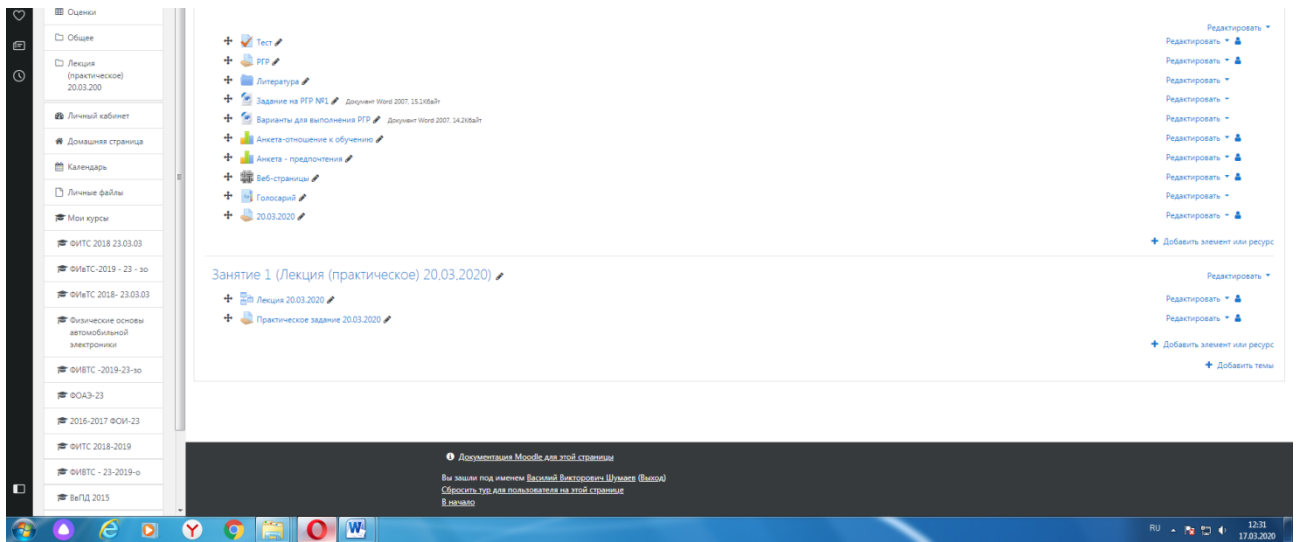 Оценки
Общее
Лекция
(практическое)
20.03.200
Личный кабинет
Домашняя страница
Календарь
Личные файлы
Мои курсы
ФИТС 2018 23.03.03
ФИвТС-2019 - 23 - зо
ФИвТС 2018- 23.03.03
Физические основы
автомобильной
электроники
ФИВТС -2019-23-зо
ФОАЭ-23
2016-2017 ФОИ-23
ФИТС 2018-2019
ФИВТС - 23-2019-о
ВвПД 2015
Редактировать
Тест Редактировать
РГР Редактировать
Литература Редактировать
Задание на РГР №1 Документ Word 2007, 15.1Кбайт Редактировать
Варианты для выполнения РГР Документ Word 2007, 14.2Кбайт Редактировать
Анкета-отношение к обучению Редактировать
Анкета - предпочтения Редактировать
Веб-страницы Редактировать
Голосарий Редактировать
20.03.2020 Редактировать
Добавить элемент или ресурс
Занятие 1 (Лекция (практическое) 20.03.2020) Редактировать
Лекция 20.03.2020 Редактировать
Практическое задание 20.03.2020 Редактировать
Добавить элемент или ресурс
Добавить темы
Документация Moodle для этой страницы
Вы зашли под именем Василий Викторович Шумаев (Выход)
Сбросить тур для пользователя на этой странице
В начало
RU 12:31
17.03.2020